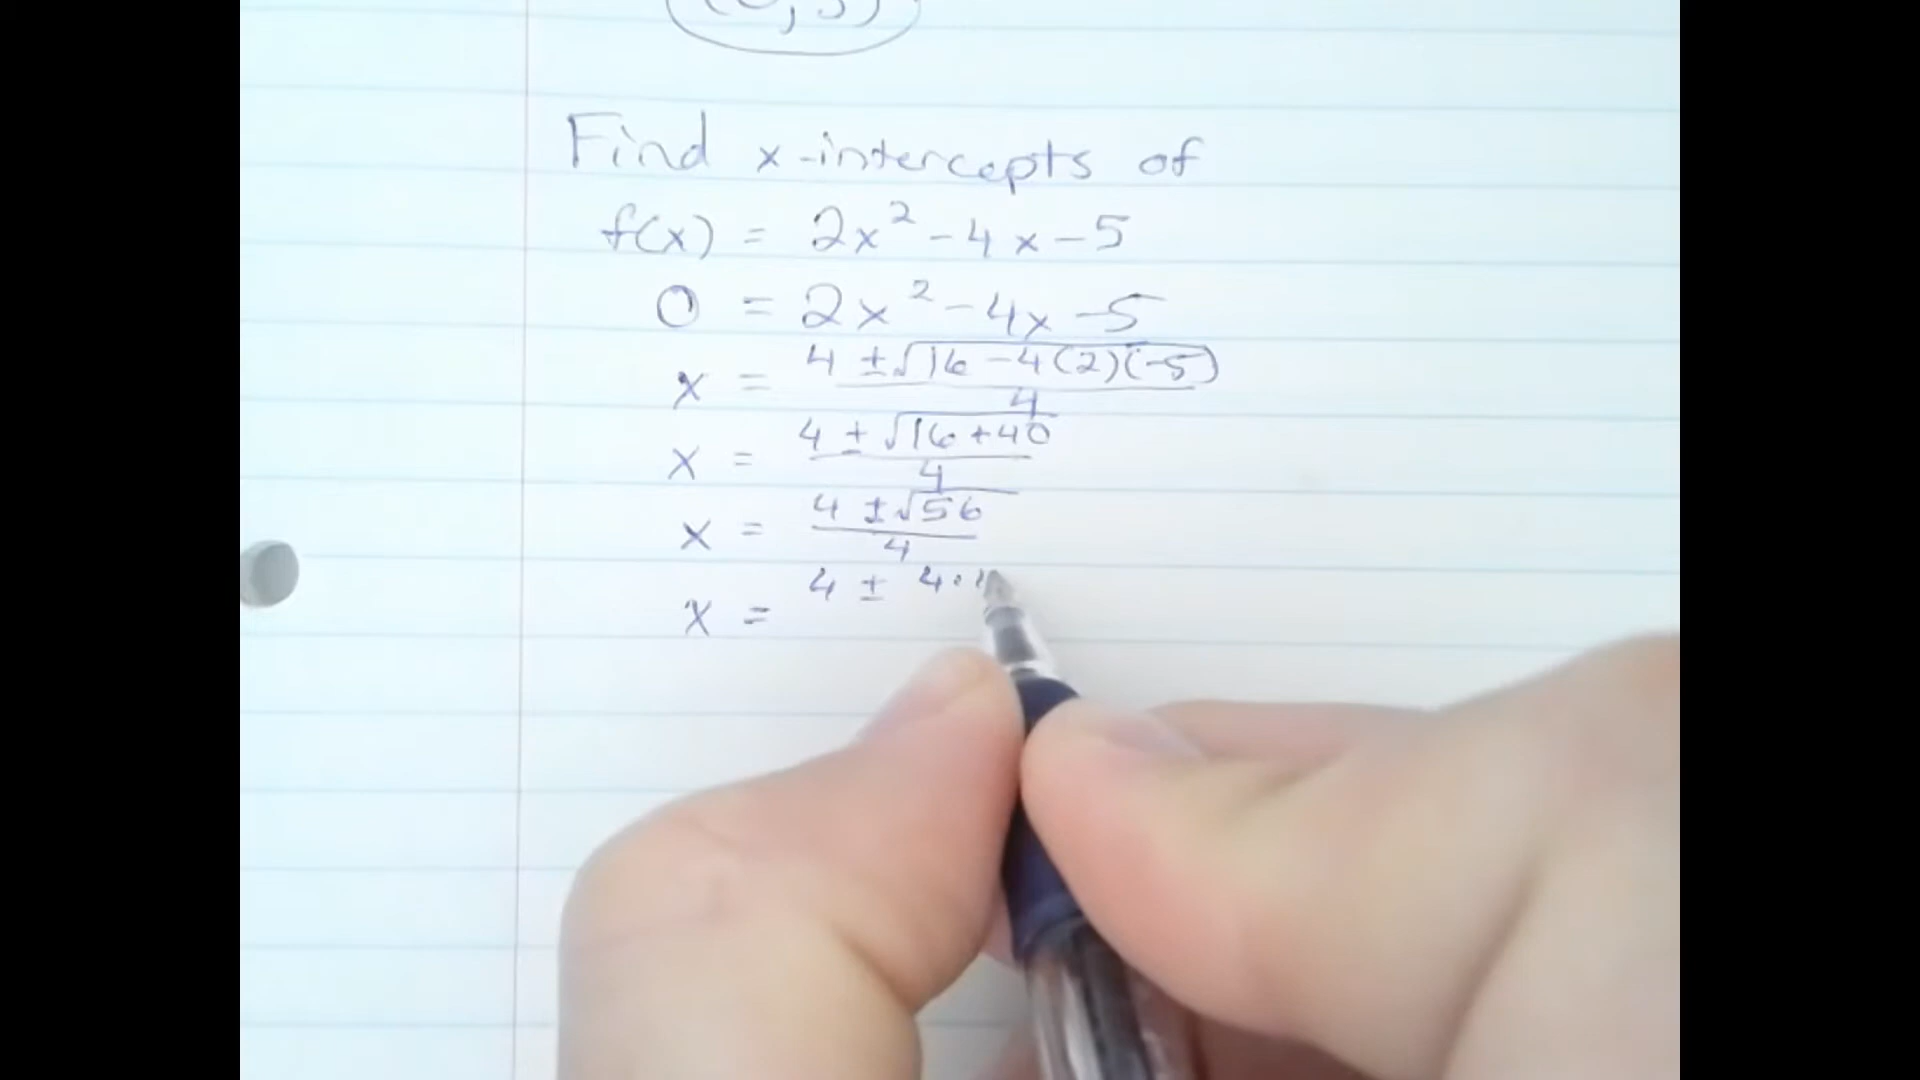 Find x-intercepts of
f(x) = 2x² - 4x - 5
0 = 2x² - 4x - 5
x = (4 ± √(16 - 4(2)(-5))) / 4
x = (4 ± √(16 + 40)) / 4
x = (4 ± √56) / 4
x = 4 ± 4 ·